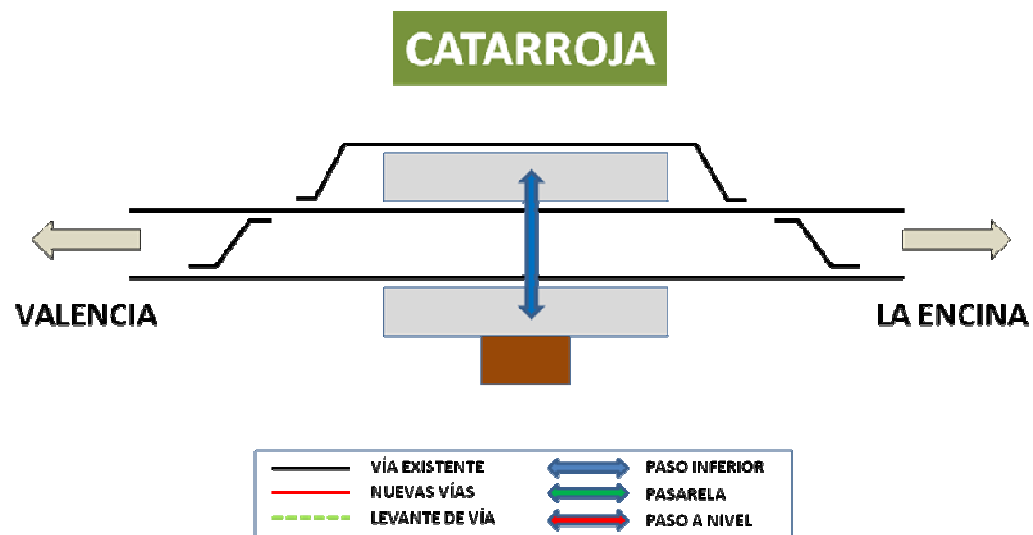 CATARROJA
VALENCIA
LA ENCINA
VÍA EXISTENTE
PASO INFERIOR
NUEVAS VÍAS
PASARELA
LEVANTE DE VÍA
PASO A NIVEL